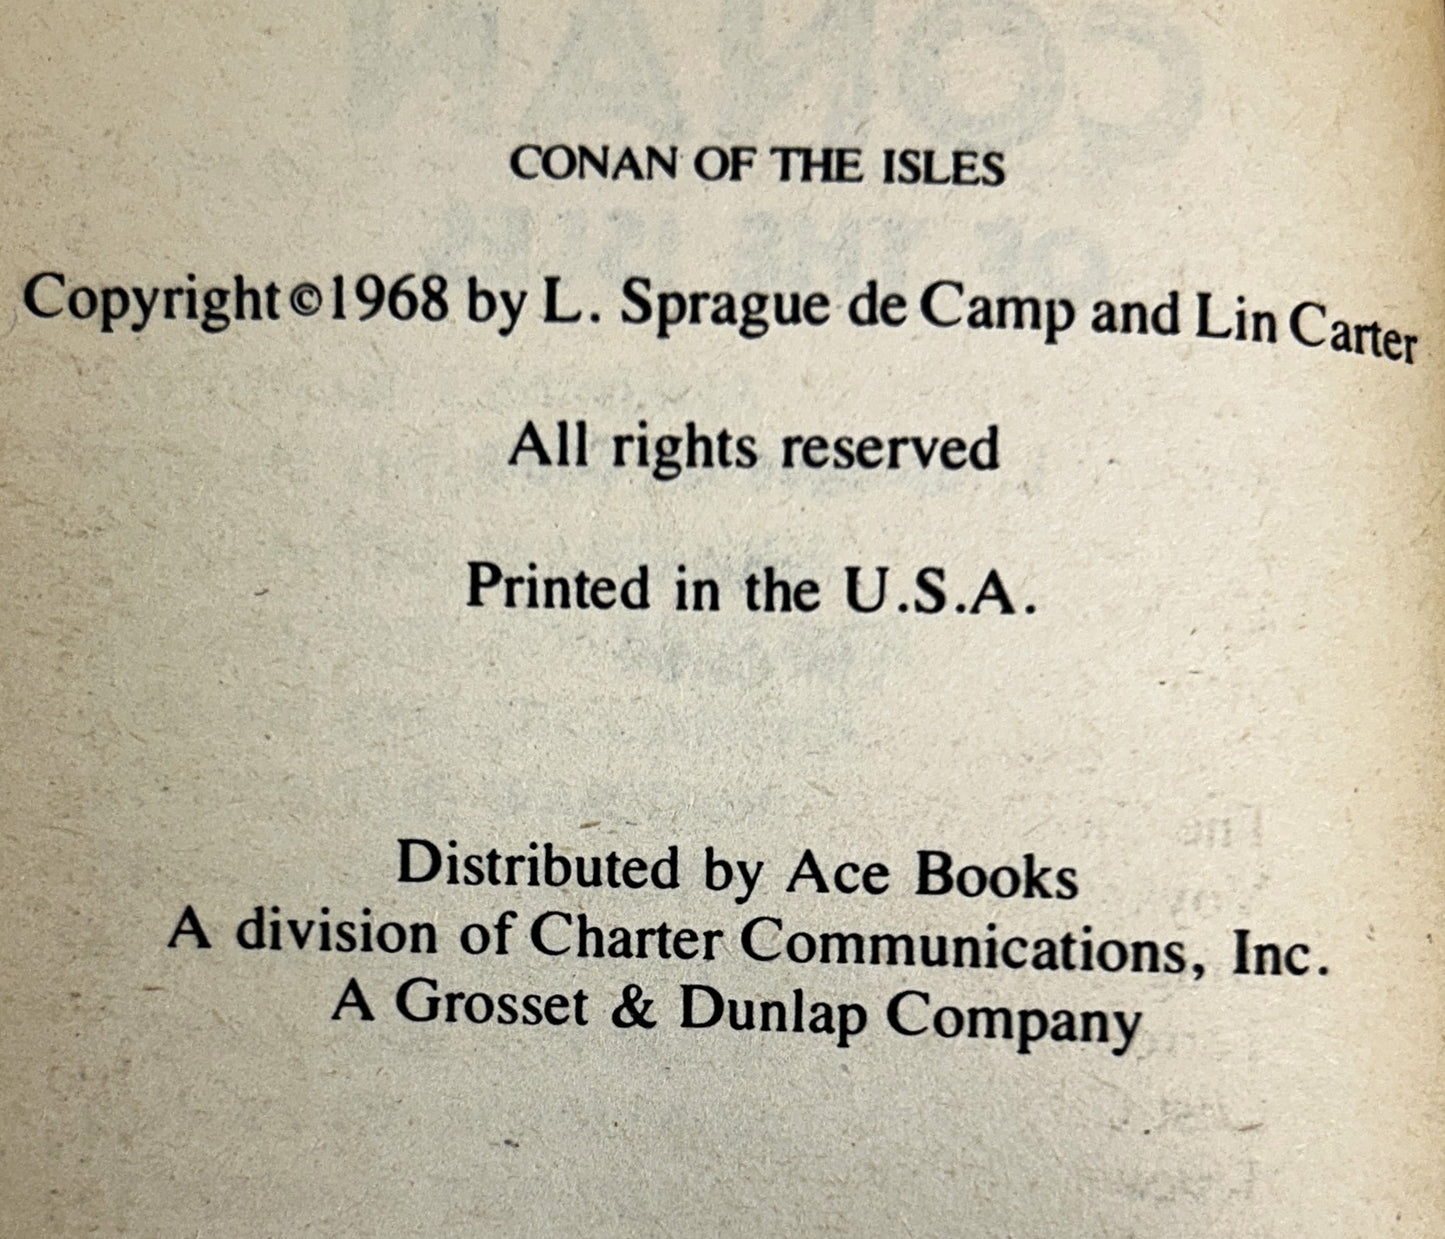 CONAN OF THE ISLES
Copyright © 1968 by L. Sprague de Camp and Lin Carter
All rights reserved
Printed in the U.S.A.
Distributed by Ace Books
A division of Charter Communications, Inc.
A Grosset & Dunlap Company